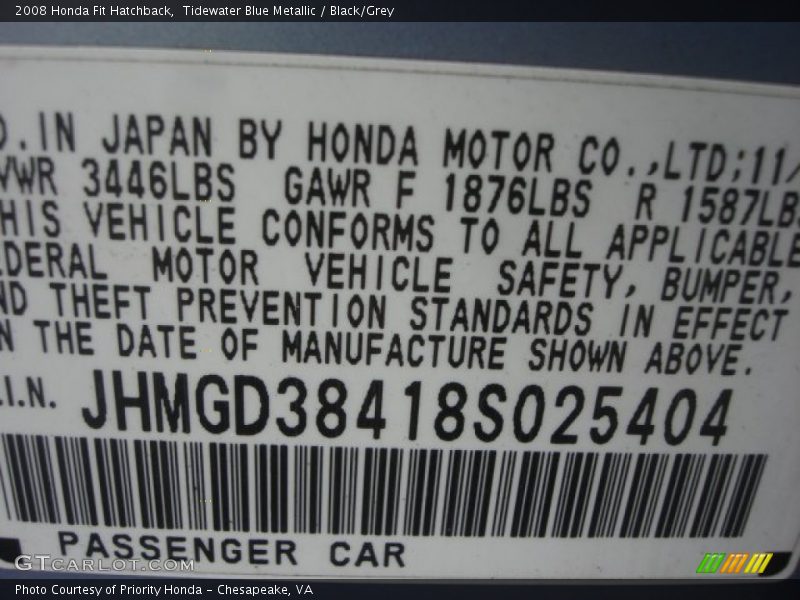 2008 Honda Fit Hatchback,  Tidewater Blue Metallic / Black/Grey
D.IN JAPAN BY HONDA MOTOR CO.,LTD;11/
VWR 3446LBS GAWR F 1876LBS R 1587LBS
HIS VEHICLE CONFORMS TO ALL APPLICABLE
EDERAL MOTOR VEHICLE SAFETY, BUMPER,
ND THEFT PREVENTION STANDARDS IN EFFECT
N THE DATE OF MANUFACTURE SHOWN ABOVE.
.I.N. JHMGD38418S025404
PASSENGER CAR
GTCARLOT.COM
Photo Courtesy of Priority Honda - Chesapeake, VA